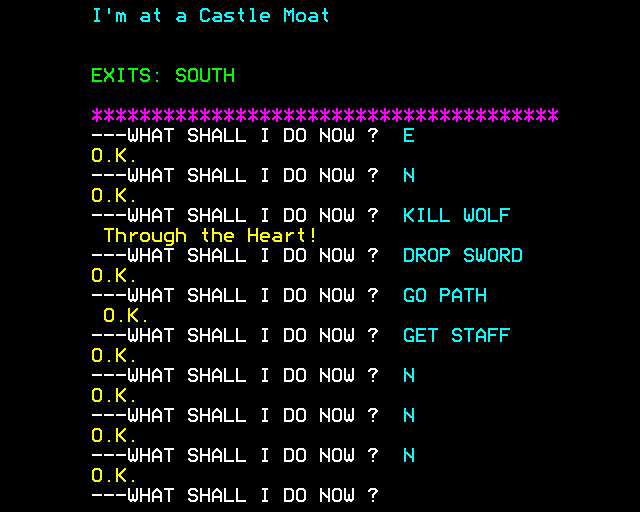 I'm at a Castle Moat
EXITS: SOUTH
***************************************
---WHAT SHALL I DO NOW ?  E
O.K.
---WHAT SHALL I DO NOW ?  N
O.K.
---WHAT SHALL I DO NOW ?  KILL WOLF
Through the Heart!
---WHAT SHALL I DO NOW ?  DROP SWORD
O.K.
---WHAT SHALL I DO NOW ?  GO PATH
O.K.
---WHAT SHALL I DO NOW ?  GET STAFF
O.K.
---WHAT SHALL I DO NOW ?  N
O.K.
---WHAT SHALL I DO NOW ?  N
O.K.
---WHAT SHALL I DO NOW ?  N
O.K.
---WHAT SHALL I DO NOW ?